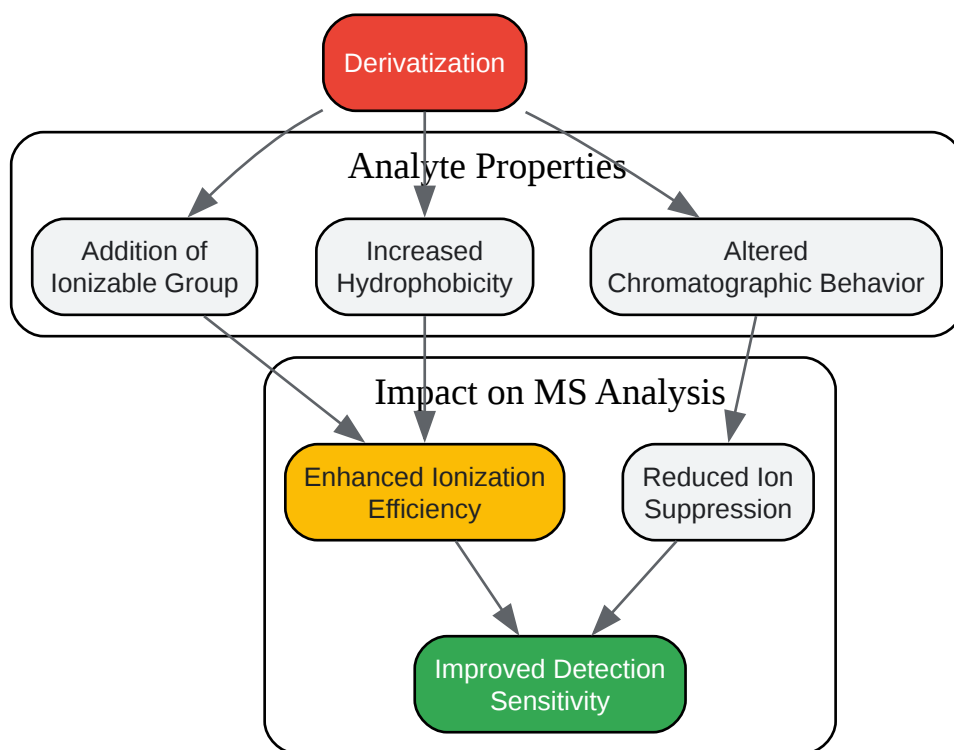 Derivatization
Analyte Properties
Addition of
Ionizable Group
Increased
Hydrophobicity
Altered
Chromatographic Behavior
Impact on MS Analysis
Enhanced Ionization
Efficiency
Reduced Ion
Suppression
Improved Detection
Sensitivity